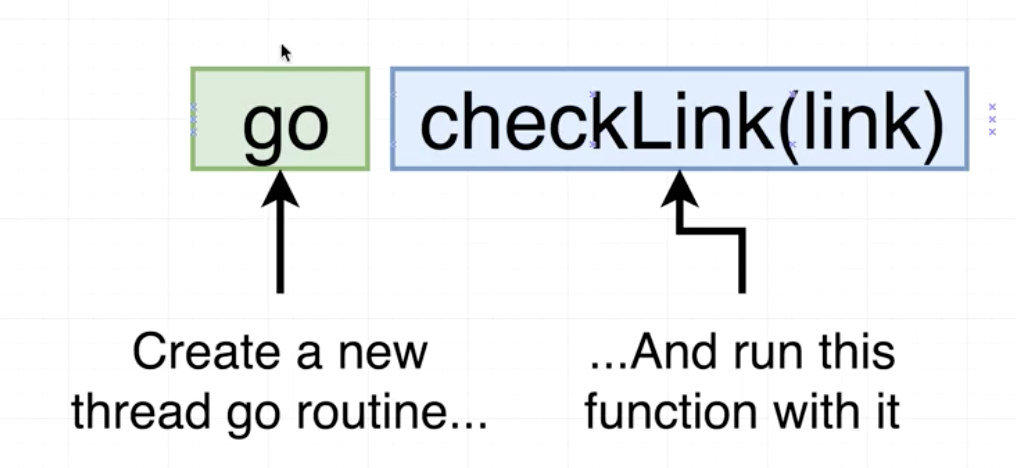 go checkLink(link)
Create a new
thread go routine...
...And run this
function with it